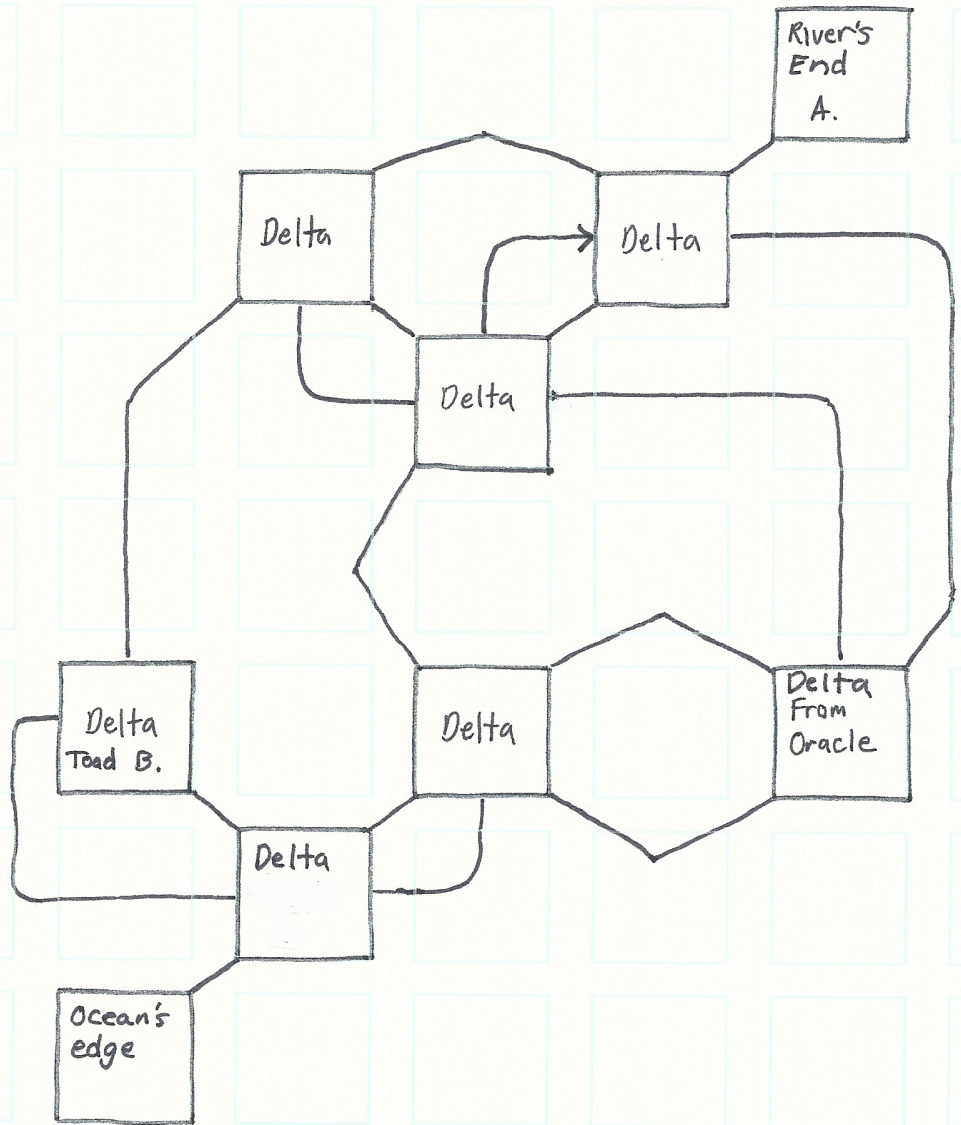 River's
End
A.
Delta
Delta
Delta
Delta
Toad B.
Delta
Delta
From
Oracle
Delta
Ocean's
edge